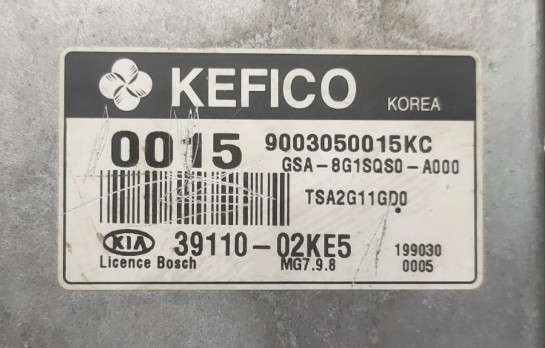 KEFICO KOREA
0015 9003050015KC
GSA-8G1SQS0-A000
TSA2G11GD0
KIA 39110-02KE5 199030
Licence Bosch MG7.9.8 0005